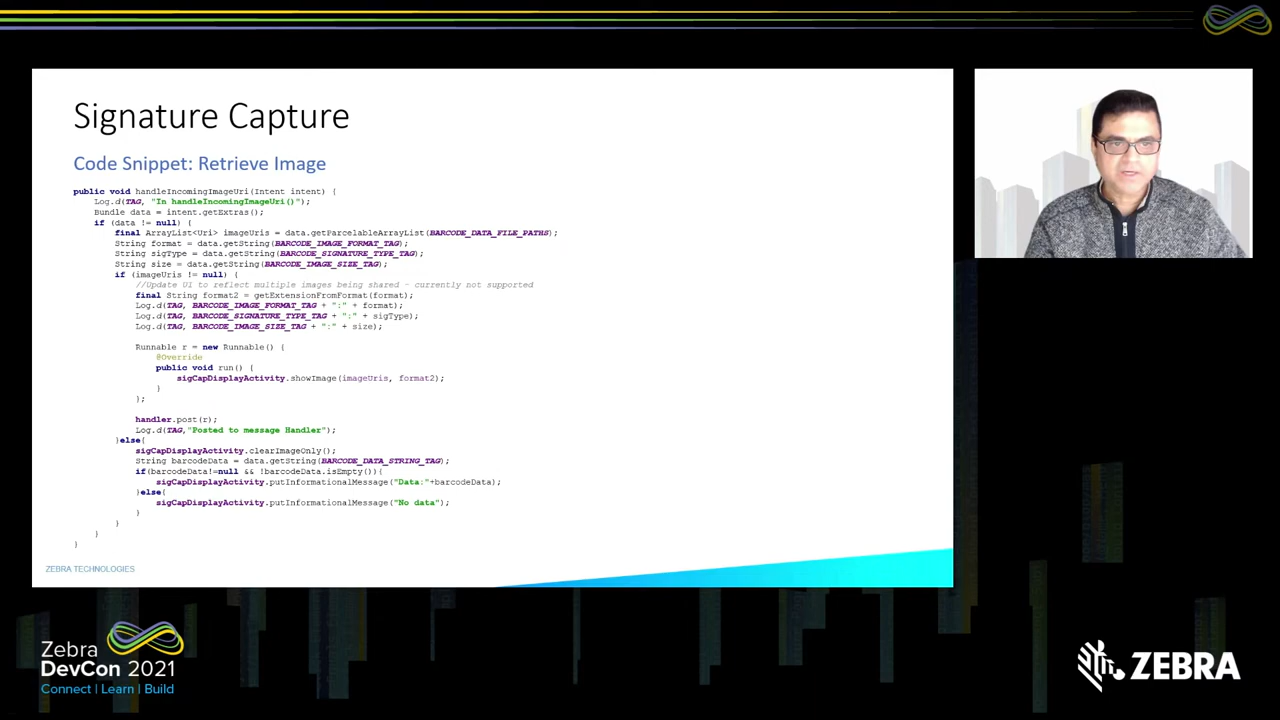 Signature Capture
Code Snippet: Retrieve Image
public void handleIncomingImageUri(Intent intent) {
Log.d(TAG, "In handleIncomingImageUri()");
Bundle data = intent.getExtras();
if (data != null) {
final ArrayList<Uri> imageUris = data.getParcelableArrayList(BARCODE_DATA_FILE_PATHS);
String format = data.getString(BARCODE_IMAGE_FORMAT_TAG);
String sigType = data.getString(BARCODE_SIGNATURE_TYPE_TAG);
String size = data.getString(BARCODE_IMAGE_SIZE_TAG);
if (imageUris != null) {
//Update UI to reflect multiple images being shared - currently not supported
final String format2 = getExtensionFromFormat(format);
Log.d(TAG, BARCODE_IMAGE_FORMAT_TAG + ":" + format);
Log.d(TAG, BARCODE_SIGNATURE_TYPE_TAG + ":" + sigType);
Log.d(TAG, BARCODE_IMAGE_SIZE_TAG + ":" + size);
Runnable r = new Runnable() {
@Override
public void run() {
sigCapDisplayActivity.showImage(imageUris, format2);
}
};
handler.post(r);
Log.d(TAG,"Posted to message Handler");
}else{
sigCapDisplayActivity.clearImageOnly();
String barcodeData = data.getString(BARCODE_DATA_STRING_TAG);
if(barcodeData!=null && !barcodeData.isEmpty()){
sigCapDisplayActivity.putInformationalMessage("Data:"+barcodeData);
}else{
sigCapDisplayActivity.putInformationalMessage("No data");
}
}
}
}
ZEBRA TECHNOLOGIES
Zebra
DevCon 2021
Connect | Learn | Build
ZEBRA